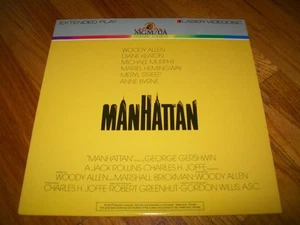 EXTENDED PLAY
LASER VIDEODISC
MGM/UA
WOODY ALLEN
DIANE KEATON
MICHAEL MURPHY
MARIEL HEMINGWAY
MERYL STREEP
ANNE BYRNE
MANHATTAN
"MANHATTAN" GEORGE GERSHWIN
A JACK ROLLINS CHARLES H. JOFFE
WOODY ALLEN MARSHALL BRICKMAN WOODY ALLEN
CHARLES H. JOFFE ROBERT GREENHUT GORDON WILLIS, A.S.C.